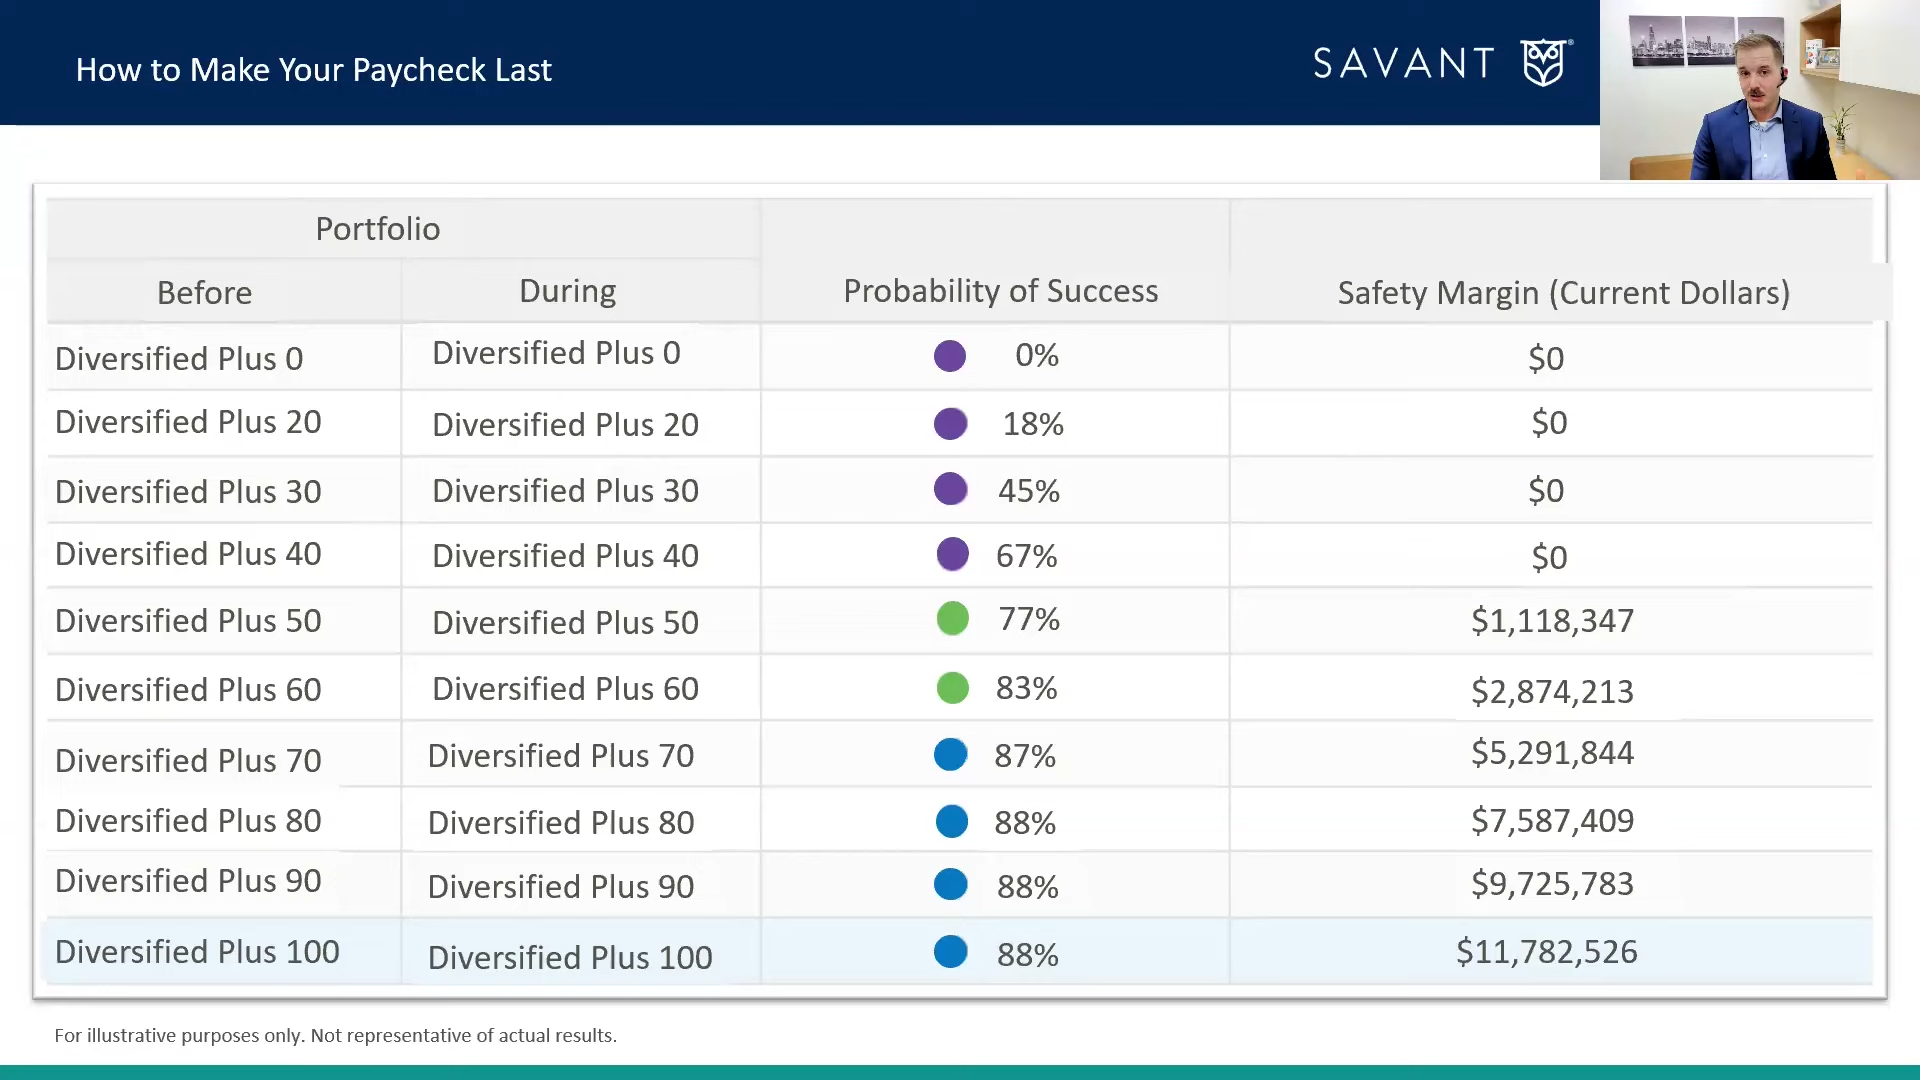 How to Make Your Paycheck Last
SAVANT
Portfolio
Before During Probability of Success Safety Margin (Current Dollars)
Diversified Plus 0 Diversified Plus 0 0% $0
Diversified Plus 20 Diversified Plus 20 18% $0
Diversified Plus 30 Diversified Plus 30 45% $0
Diversified Plus 40 Diversified Plus 40 67% $0
Diversified Plus 50 Diversified Plus 50 77% $1,118,347
Diversified Plus 60 Diversified Plus 60 83% $2,874,213
Diversified Plus 70 Diversified Plus 70 87% $5,291,844
Diversified Plus 80 Diversified Plus 80 88% $7,587,409
Diversified Plus 90 Diversified Plus 90 88% $9,725,783
Diversified Plus 100 Diversified Plus 100 88% $11,782,526
For illustrative purposes only. Not representative of actual results.